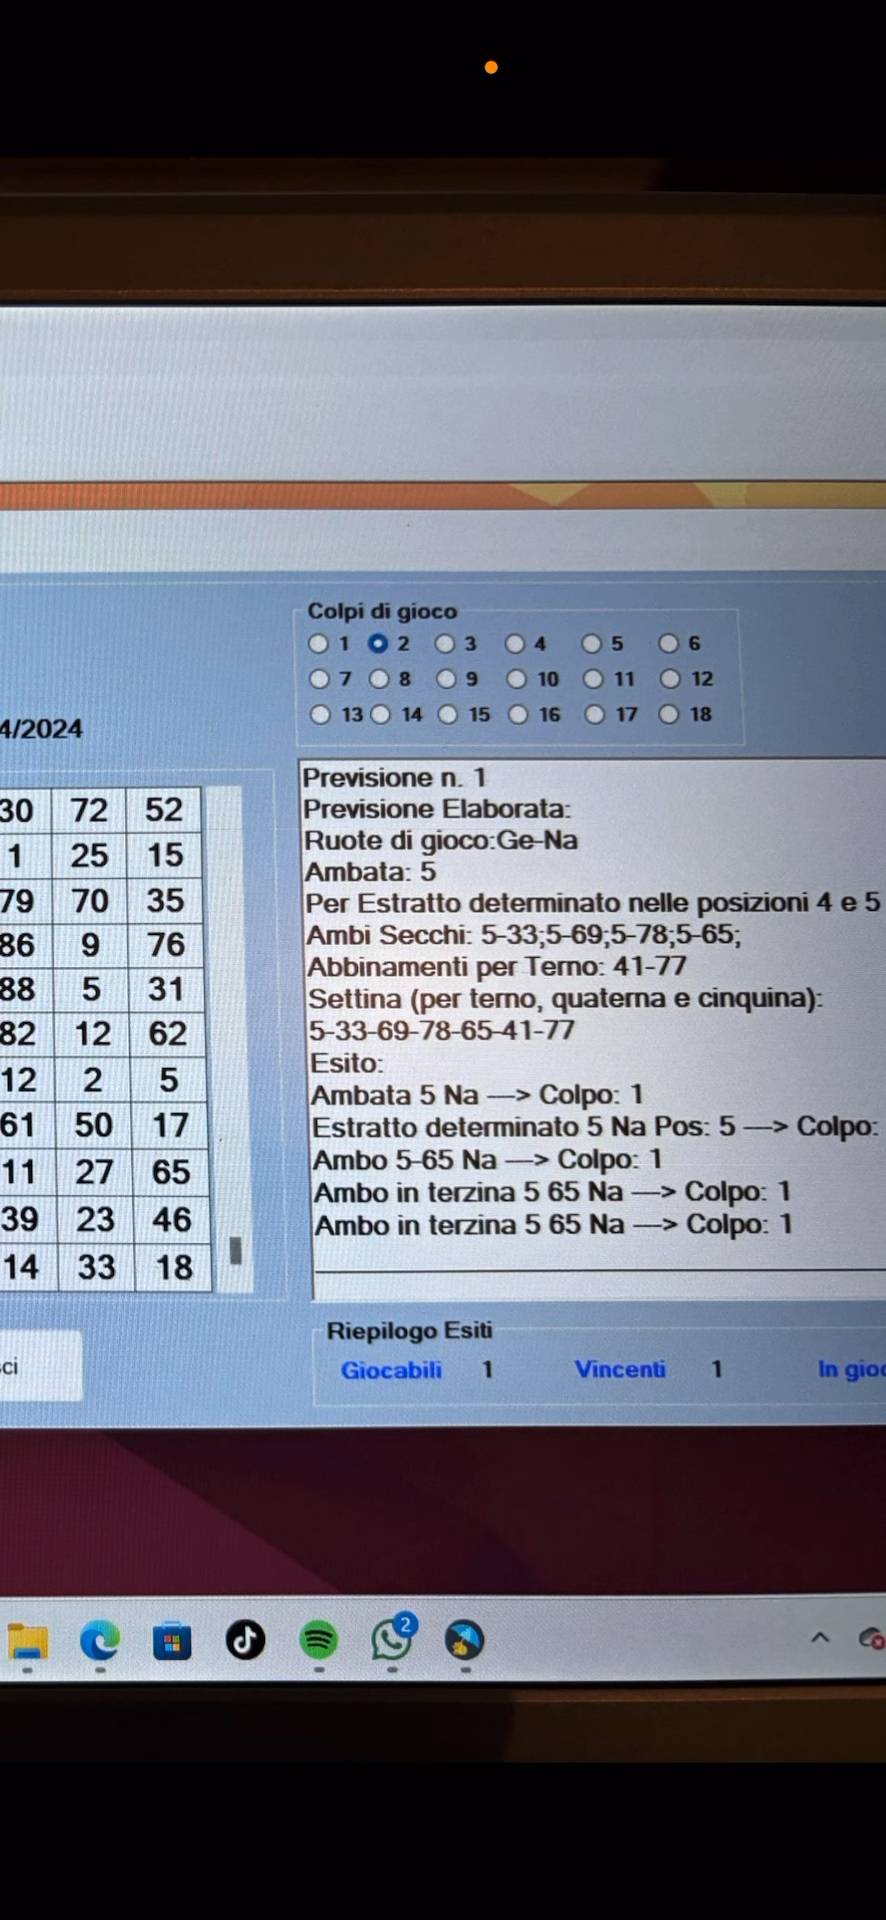 Colpi di gioco
1 2 3 4 5 6
7 8 9 10 11 12
13 14 15 16 17 18
4/2024
30 72 52
1 25 15
79 70 35
86 9 76
88 5 31
82 12 62
12 2 5
61 50 17
11 27 65
39 23 46
14 33 18
Previsione n. 1
Previsione Elaborata:
Ruote di gioco:Ge-Na
Ambata: 5
Per Estratto determinato nelle posizioni 4 e 5
Ambi Secchi: 5-33;5-69;5-78;5-65;
Abbinamenti per Terno: 41-77
Settina (per terno, quaterna e cinquina):
5-33-69-78-65-41-77
Esito:
Ambata 5 Na —> Colpo: 1
Estratto determinato 5 Na Pos: 5 —> Colpo:
Ambo 5-65 Na —> Colpo: 1
Ambo in terzina 5 65 Na —> Colpo: 1
Ambo in terzina 5 65 Na —> Colpo: 1
ci
Riepilogo Esiti
Giocabili 1 Vincenti 1 In gioc
2